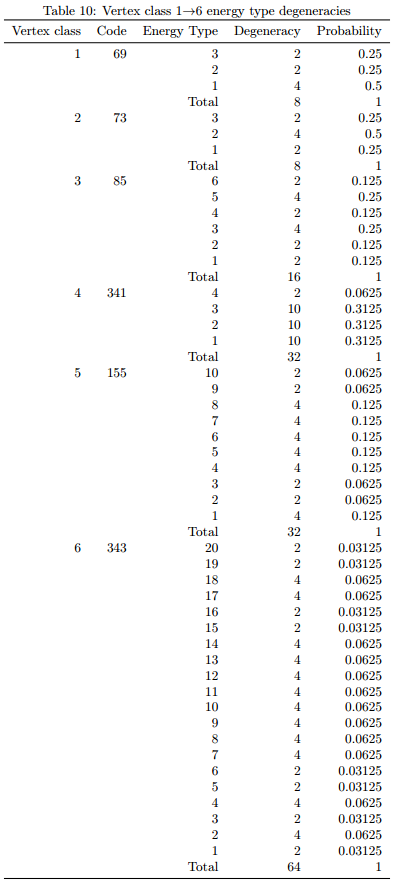 Table 10: Vertex class 1→6 energy type degeneracies
Vertex class Code Energy Type Degeneracy Probability
1 69 3 2 0.25
2 2 0.25
1 4 0.5
Total 8 1
2 73 3 2 0.25
2 4 0.5
1 2 0.25
Total 8 1
3 85 6 2 0.125
5 4 0.25
4 2 0.125
3 4 0.25
2 2 0.125
1 2 0.125
Total 16 1
4 341 4 2 0.0625
3 10 0.3125
2 10 0.3125
1 10 0.3125
Total 32 1
5 155 10 2 0.0625
9 2 0.0625
8 4 0.125
7 4 0.125
6 4 0.125
5 4 0.125
4 4 0.125
3 2 0.0625
2 2 0.0625
1 4 0.125
Total 32 1
6 343 20 2 0.03125
19 2 0.03125
18 4 0.0625
17 4 0.0625
16 2 0.03125
15 2 0.03125
14 4 0.0625
13 4 0.0625
12 4 0.0625
11 4 0.0625
10 4 0.0625
9 4 0.0625
8 4 0.0625
7 4 0.0625
6 2 0.03125
5 2 0.03125
4 4 0.0625
3 2 0.03125
2 4 0.0625
1 2 0.03125
Total 64 1